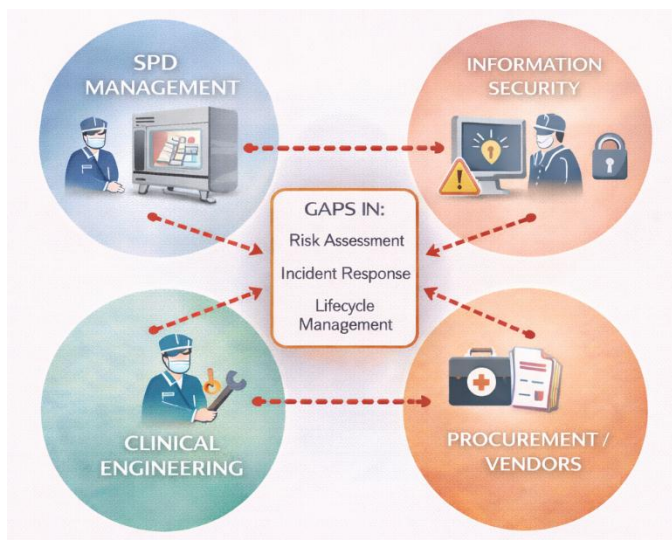 SPD
MANAGEMENT
INFORMATION
SECURITY
GAPS IN:
Risk Assessment
Incident Response
Lifecycle
Management
CLINICAL
ENGINEERING
PROCUREMENT /
VENDORS